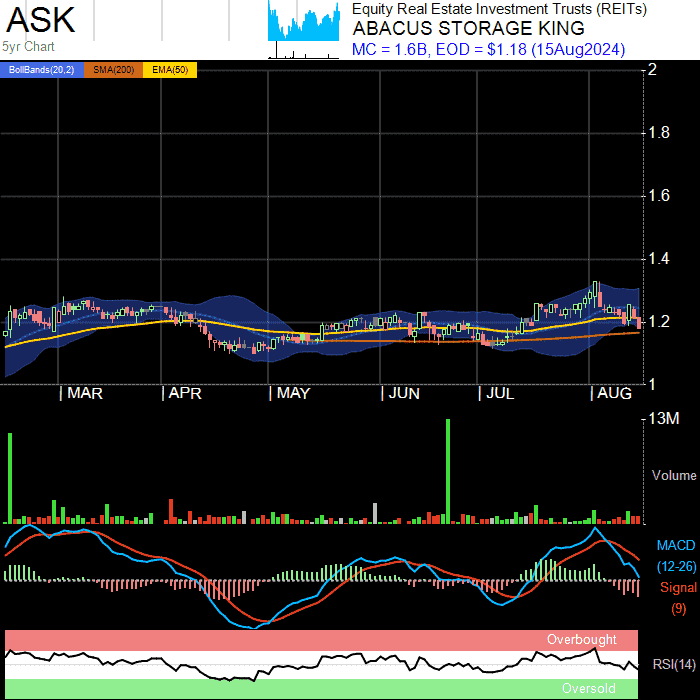 ASK
5yr Chart
Equity Real Estate Investment Trusts (REITs)
ABACUS STORAGE KING
MC = 1.6B, EOD = $1.18 (15Aug2024)
BollBands(20,2) SMA(200) EMA(50)
2
1.8
1.6
1.4
1.2
1
MAR APR MAY JUN JUL AUG
13M
Volume
MACD
(12-26)
Signal
(9)
Overbought
RSI(14)
Oversold